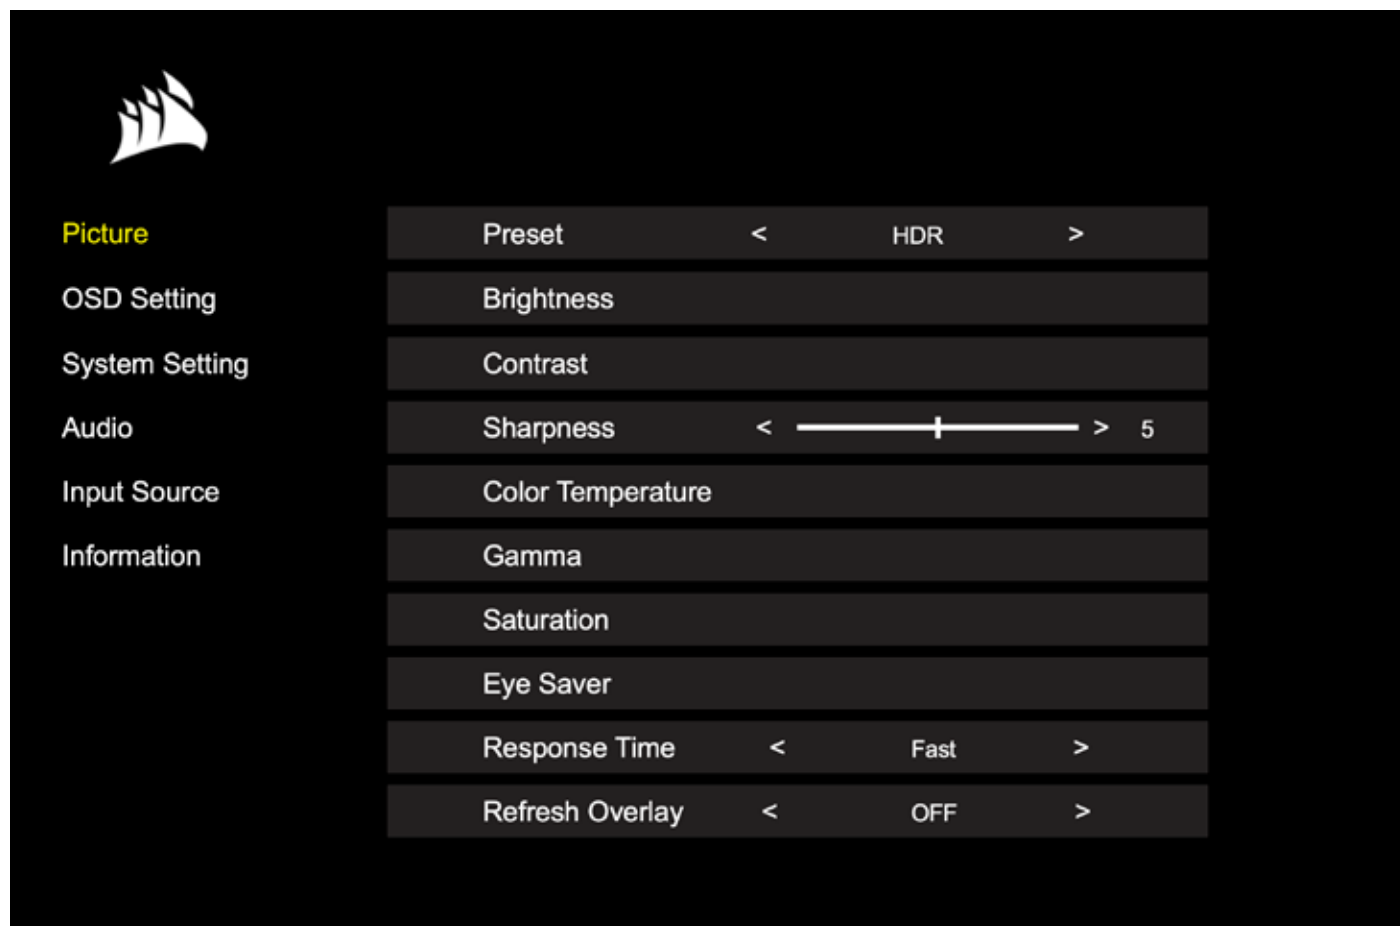 Picture
OSD Setting
System Setting
Audio
Input Source
Information
Preset < HDR >
Brightness
Contrast
Sharpness < > 5
Color Temperature
Gamma
Saturation
Eye Saver
Response Time < Fast >
Refresh Overlay < OFF >